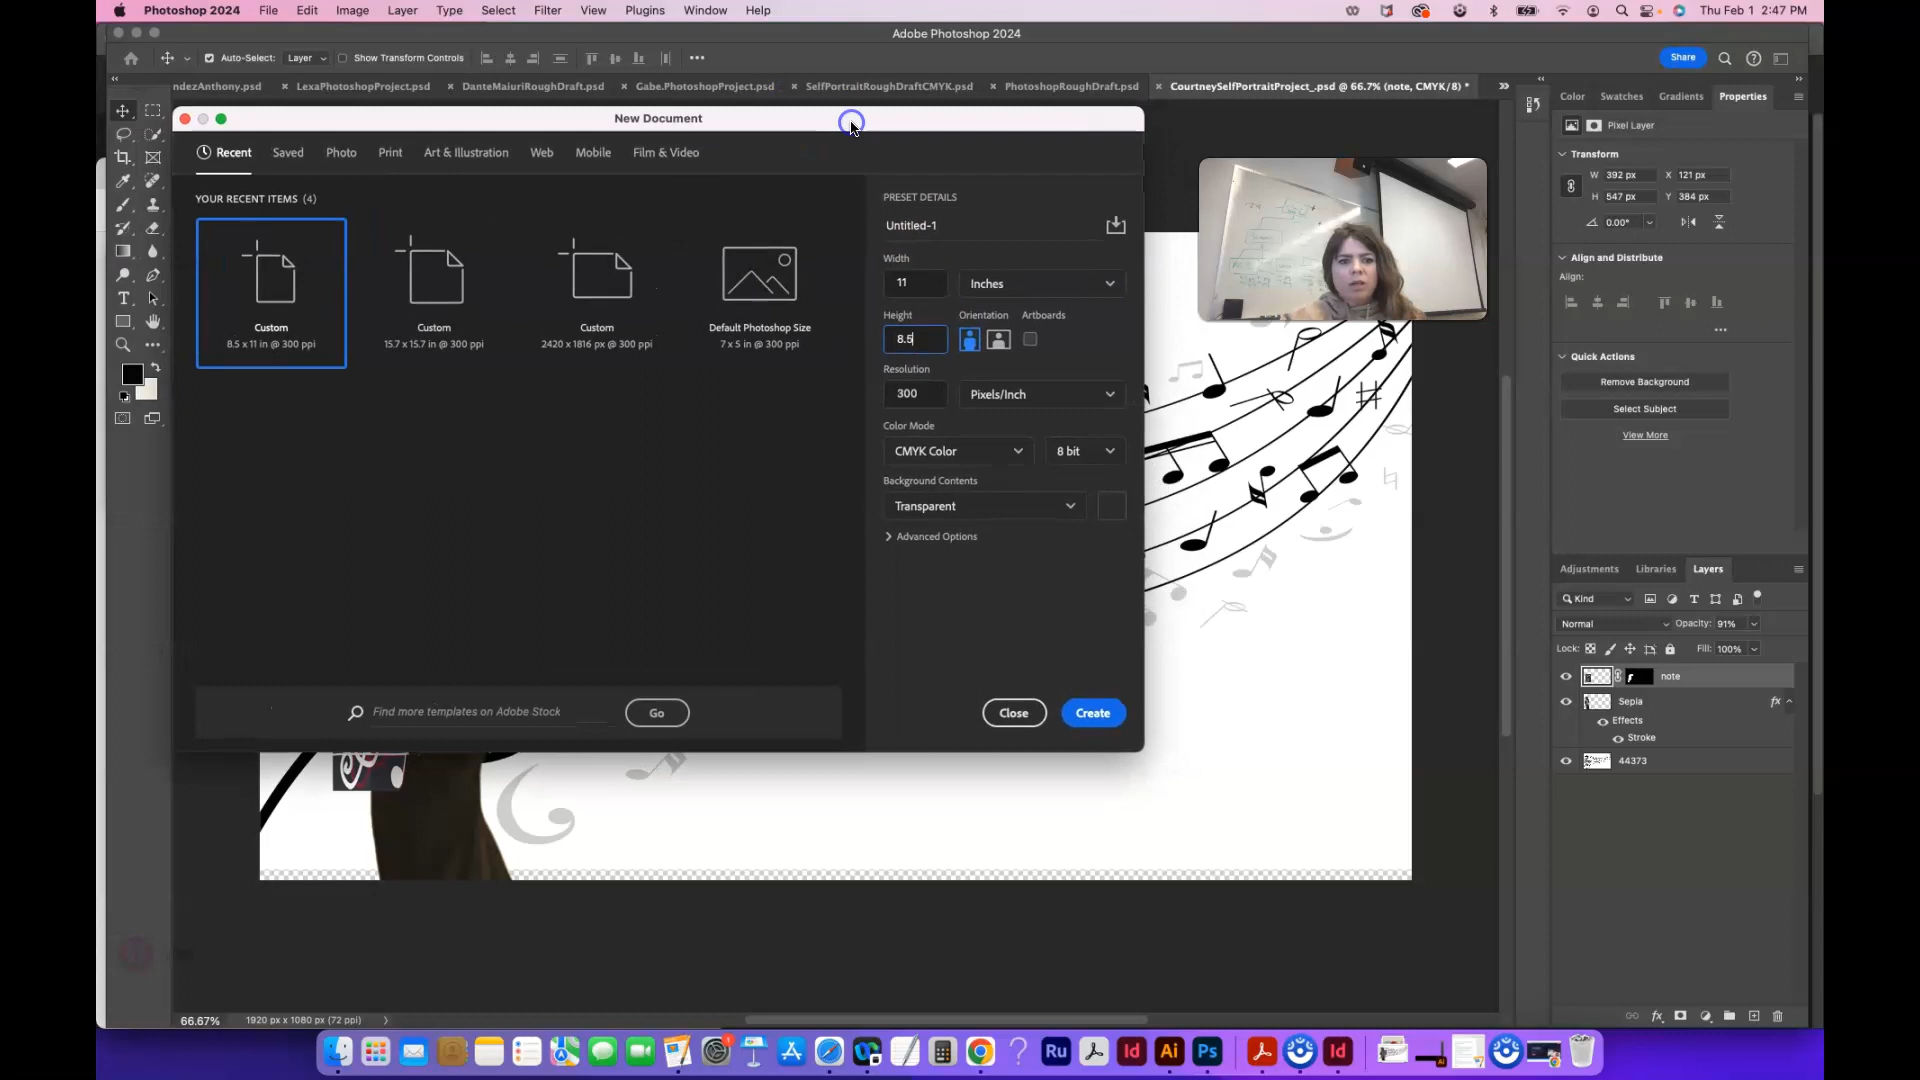 Photoshop 2024 File Edit Image Layer Type Select Filter View Plugins Window Help Thu Feb 1 2:47 PM
Adobe Photoshop 2024
Auto-Select: Layer Show Transform Controls Share
ndezAnthony.psd LexaPhotoshopProject.psd DanteMaiuriRoughDraft.psd Gabe.PhotoshopProject.psd SelfPortraitRoughDraftCMYK.psd PhotoshopRoughDraft.psd CourtneySelfPortraitProject_.psd @ 66.7% (note, CMYK/8) *
Color Swatches Gradients Properties
New Document
Recent Saved Photo Print Art & Illustration Web Mobile Film & Video
YOUR RECENT ITEMS (4)
Custom
8.5 x 11 in @ 300 ppi
Custom
15.7 x 15.7 in @ 300 ppi
Custom
2420 x 1816 px @ 300 ppi
Default Photoshop Size
7 x 5 in @ 300 ppi
Find more templates on Adobe Stock Go
PRESET DETAILS
Untitled-1
Width
11 Inches
Height Orientation Artboards
8.5
Resolution
300 Pixels/Inch
Color Mode
CMYK Color 8 bit
Background Contents
Transparent
Advanced Options
Close Create
Pixel Layer
Transform
W 392 px X 121 px
H 547 px Y 384 px
0.00°
Align and Distribute
Align:
Quick Actions
Remove Background
Select Subject
View More
Adjustments Libraries Layers
Kind
Normal Opacity: 91%
Lock: Fill: 100%
note
Sepia fx
Effects
Stroke
44373
66.67% 1920 px x 1080 px (72 ppi)
Ru Id Ai Ps Id